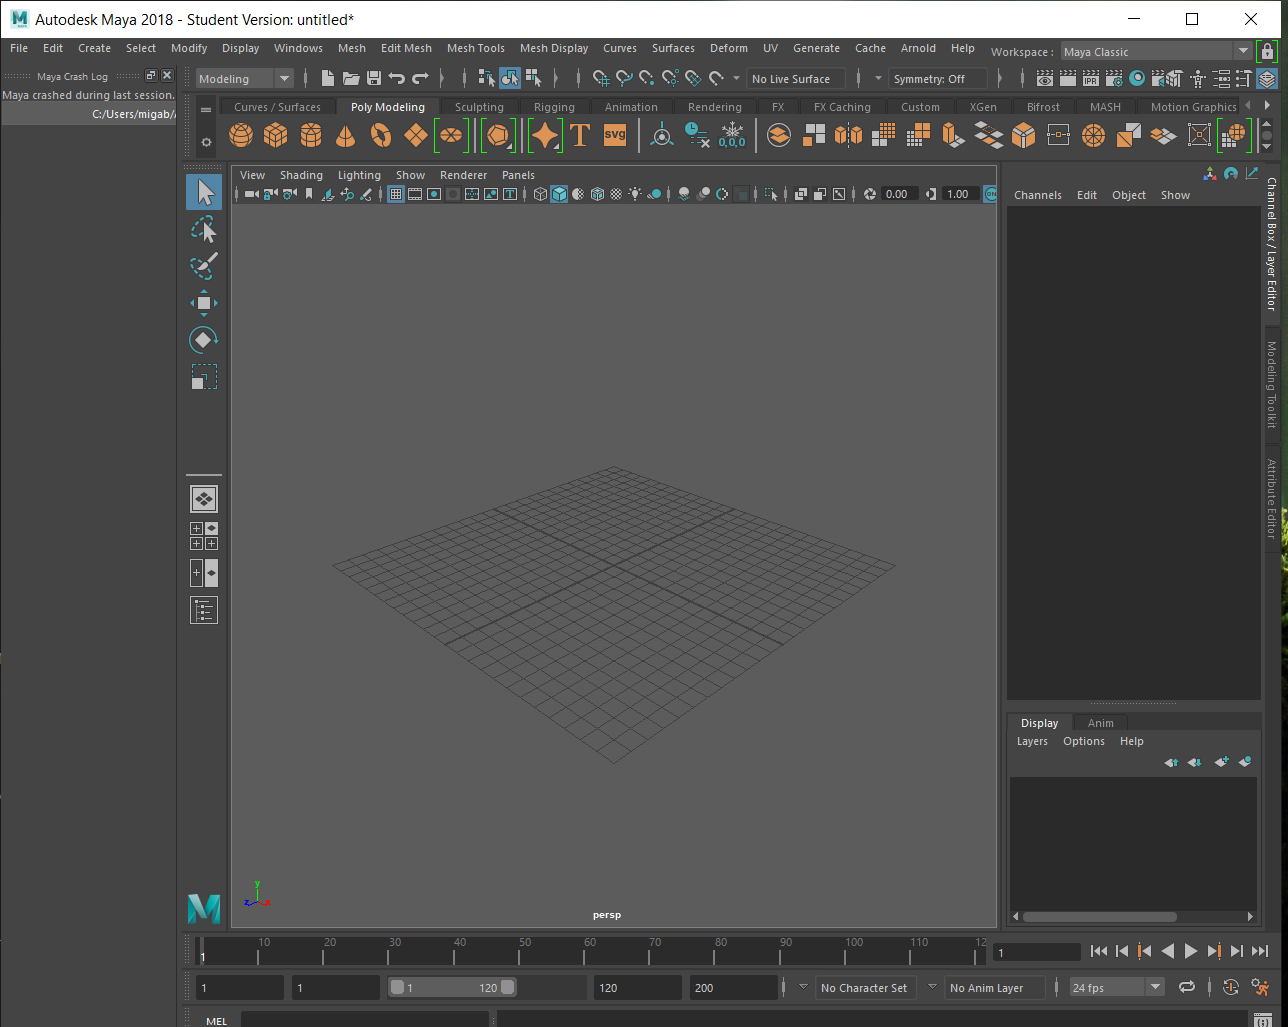 Autodesk Maya 2018 - Student Version: untitled*
File Edit Create Select Modify Display Windows Mesh Edit Mesh Mesh Tools Mesh Display Curves Surfaces Deform UV Generate Cache Arnold Help Workspace : Maya Classic
Maya Crash Log
Maya crashed during last session.
C:/Users/migab/
Modeling
No Live Surface
Symmetry: Off
IPR
Curves / Surfaces Poly Modeling Sculpting Rigging Animation Rendering FX FX Caching Custom XGen Bifrost MASH Motion Graphics
T svg 0,0,0
View Shading Lighting Show Renderer Panels
0.00 1.00
Channels Edit Object Show
Channel Box / Layer Editor
Modeling Toolkit
Attribute Editor
y
z x
persp
Display Anim
Layers Options Help
M
1 10 20 30 40 50 60 70 80 90 100 110 12
1
1 1 1 120 120 200 No Character Set No Anim Layer 24 fps
MEL